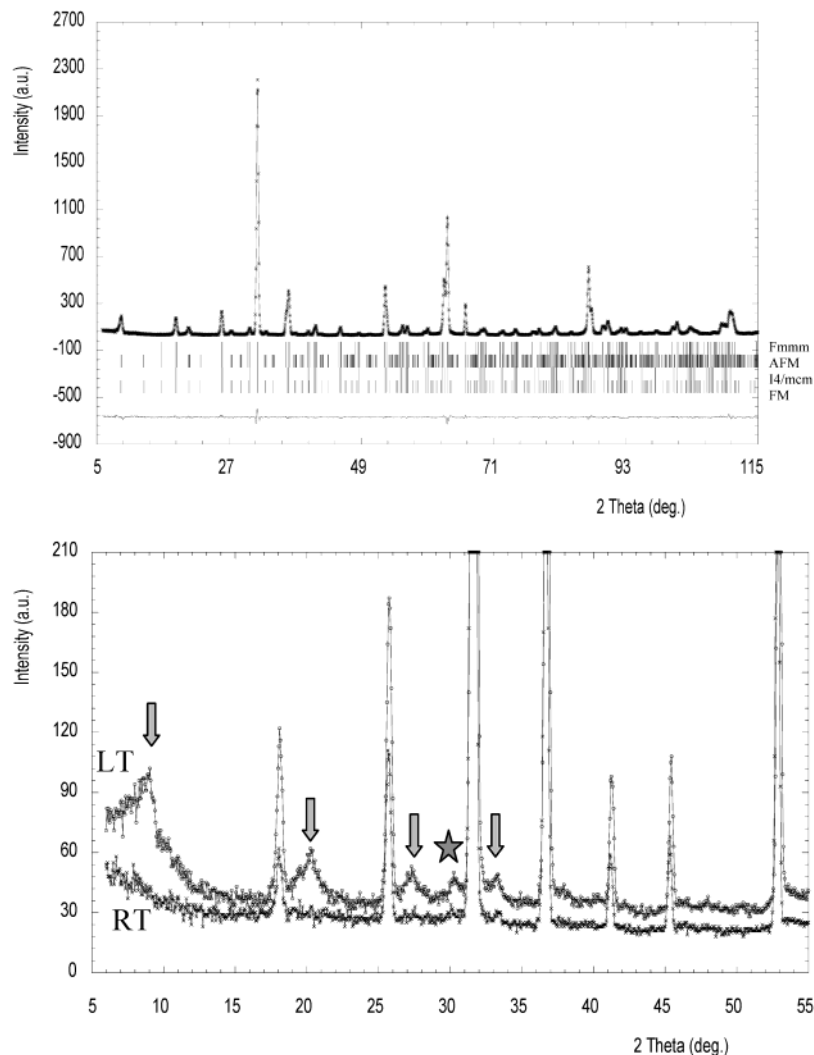 Intensity (a.u.)
2700
2300
1900
1500
1100
700
300
-100
-500
-900
Fmmm
AFM
I4/mcm
FM
5 27 49 71 93 115
2 Theta (deg.)
Intensity (a.u.)
210
180
150
120
90
60
30
0
LT
RT
5 10 15 20 25 30 35 40 45 50 55
2 Theta (deg.)